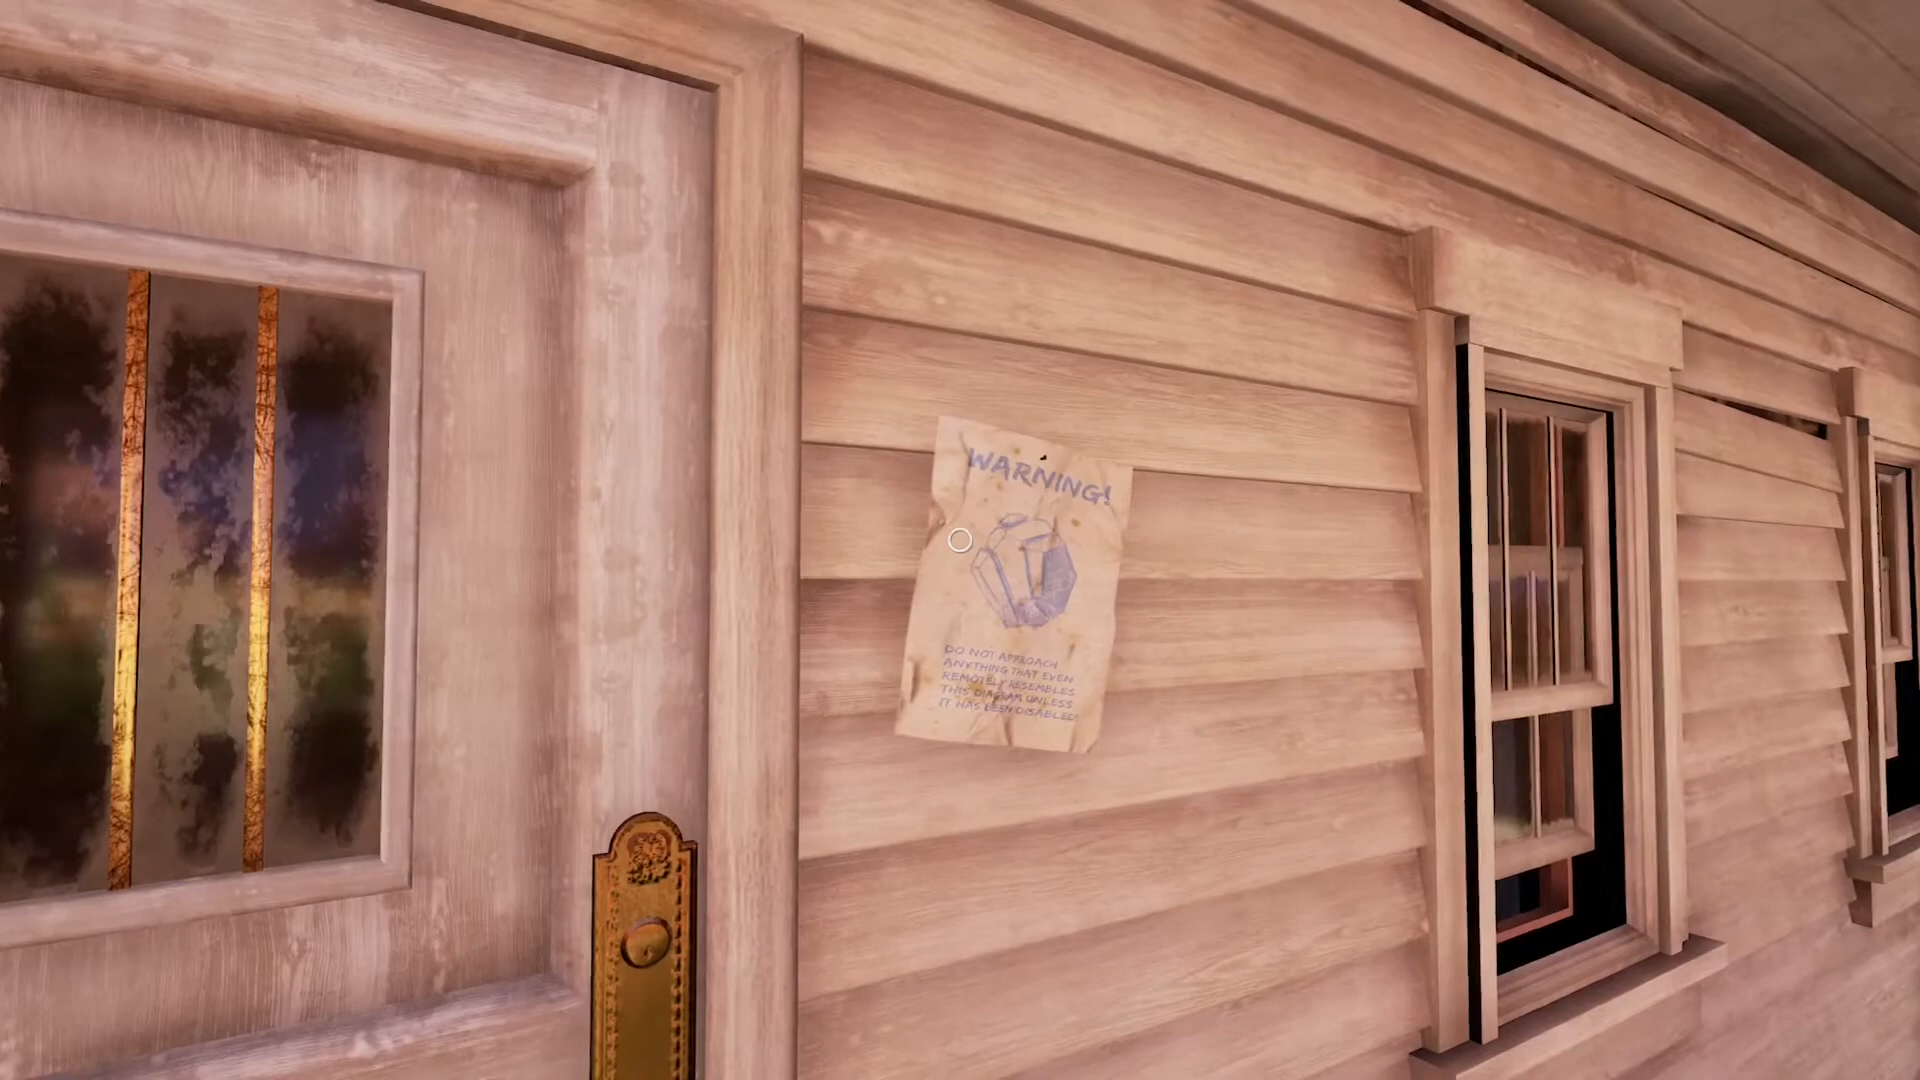 WARNING!
DO NOT APPROACH
ANYTHING THAT EVEN
REMOTELY RESEMBLES
THIS DIAGRAM UNLESS
IT HAS BEEN DISABLED!